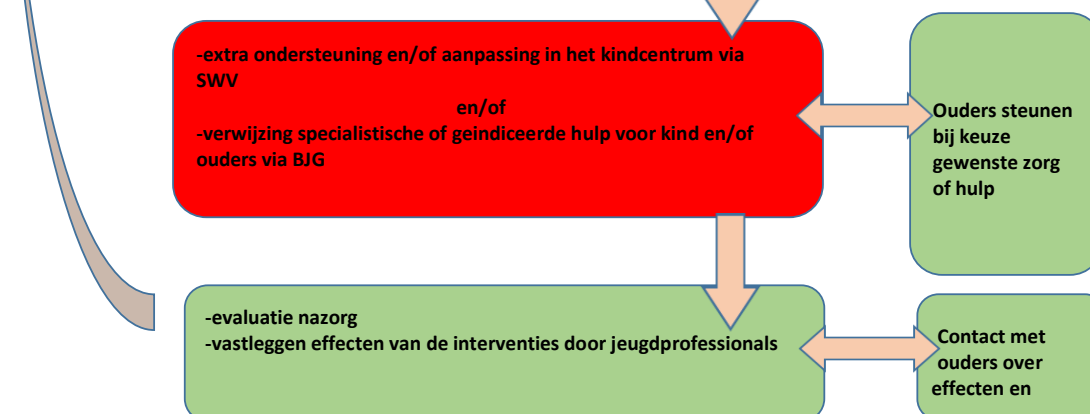 -extra ondersteuning en/of aanpassing in het kindcentrum via
SWV
en/of
-verwijzing specialistische of geindiceerde hulp voor kind en/of
ouders via BJG
Ouders steunen
bij keuze
gewenste zorg
of hulp
-evaluatie nazorg
-vastleggen effecten van de interventies door jeugdprofessionals
Contact met
ouders over
effecten en